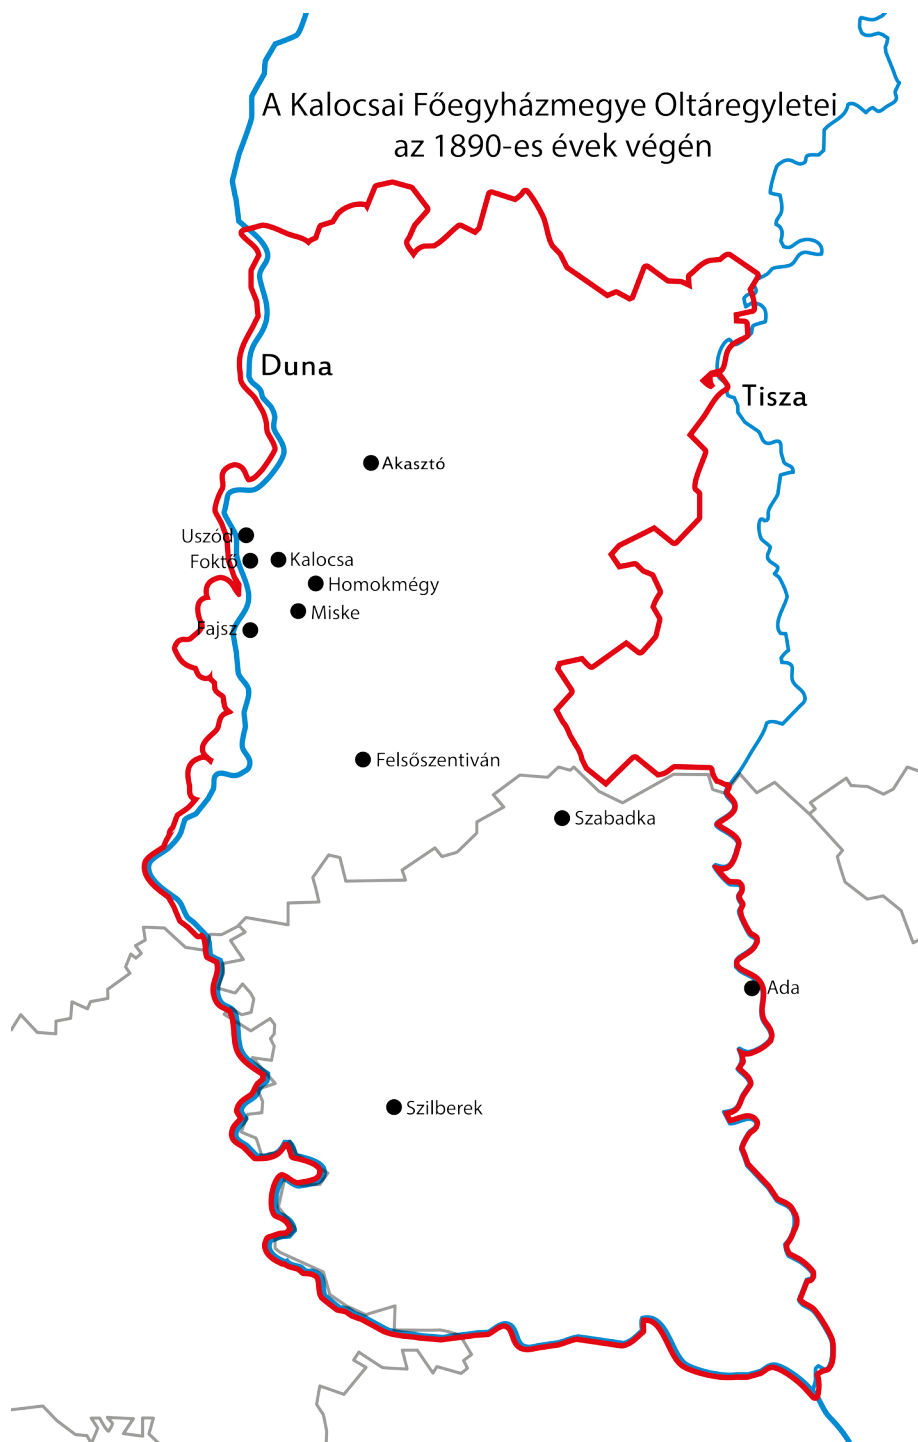 A Kalocsai Főegyházmegye Oltáregyletei
az 1890-es évek végén
Duna
Tisza
Akasztó
Uszód
Foktő
Kalocsa
Homokmégy
Miske
Fajsz
Felsőszentiván
Szabadka
Ada
Szilberek